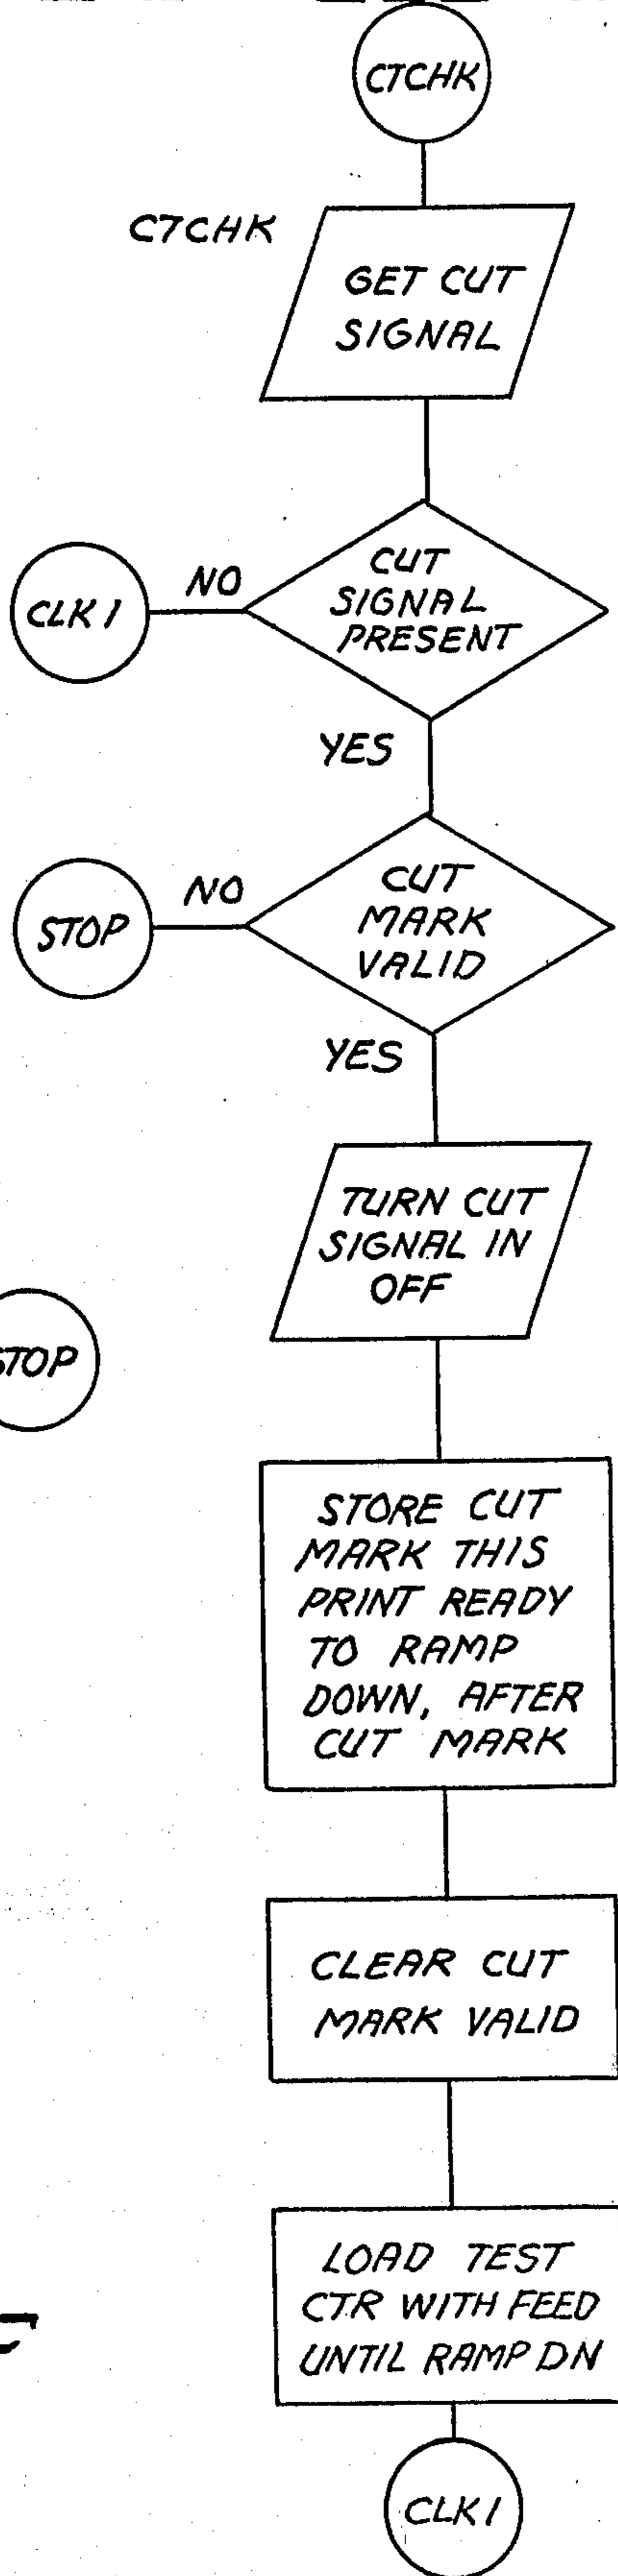 CTCHK
CTCHK
GET CUT
SIGNAL
CUT
SIGNAL
PRESENT
NO
CLK1
YES
CUT
MARK
VALID
NO
STOP
YES
TURN CUT
SIGNAL IN
OFF
STOP
STORE CUT
MARK THIS
PRINT READY
TO RAMP
DOWN, AFTER
CUT MARK
CLEAR CUT
MARK VALID
LOAD TEST
CTR WITH FEED
UNTIL RAMP DN
CLK1